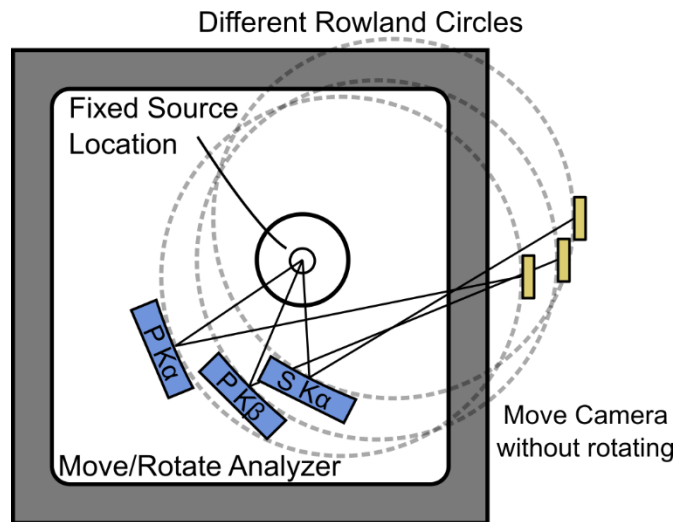 Different Rowland Circles
Fixed Source
Location
P Kα
P Kβ
S Kα
Move Camera
without rotating
Move/Rotate Analyzer